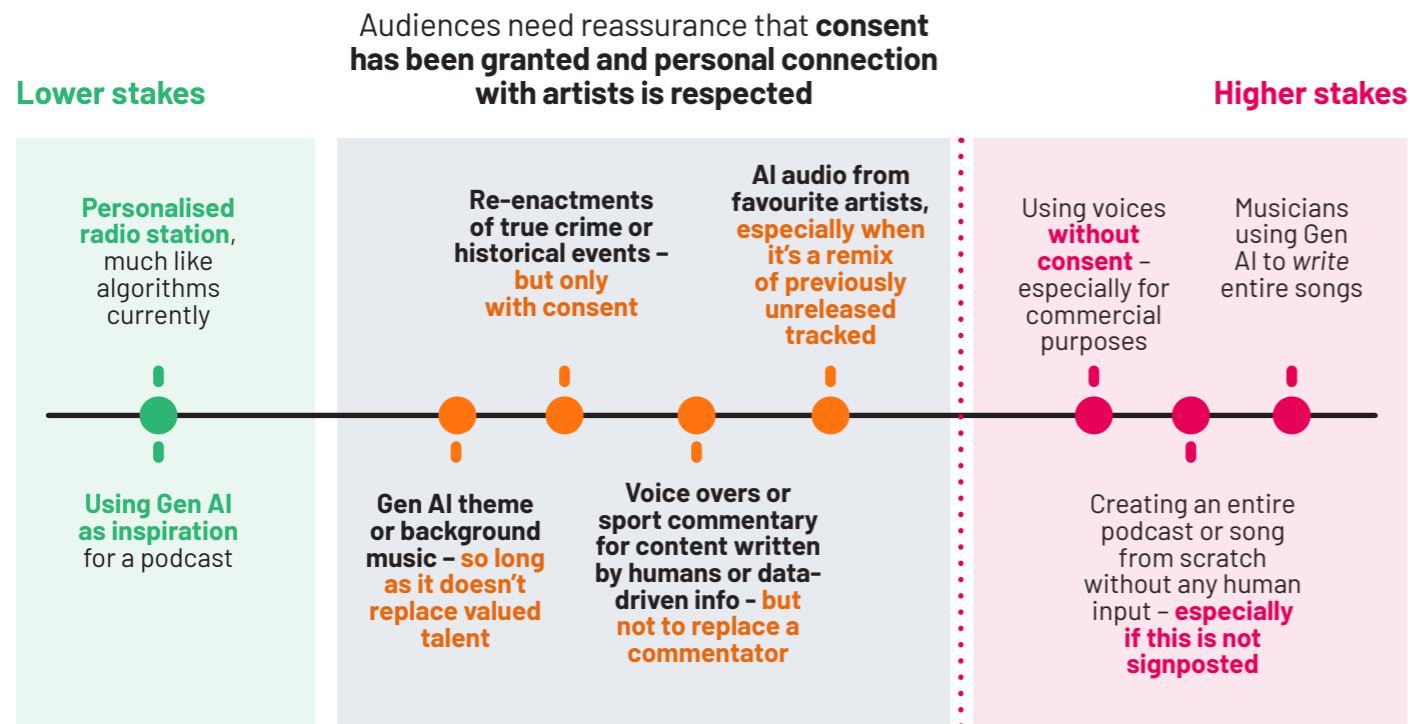 Audiences need reassurance that consent
has been granted and personal connection
with artists is respected
Lower stakes
Higher stakes
Personalised
radio station,
much like
algorithms
currently
Using Gen AI
as inspiration
for a podcast
Re-enactments
of true crime or
historical events –
but only
with consent
AI audio from
favourite artists,
especially when
it's a remix
of previously
unreleased
tracked
Gen AI theme
or background
music – so long
as it doesn't
replace valued
talent
Voice overs or
sport commentary
for content written
by humans or data-
driven info - but
not to replace a
commentator
Using voices
without
consent –
especially for
commercial
purposes
Musicians
using Gen
AI to write
entire songs
Creating an entire
podcast or song
from scratch
without any human
input – especially
if this is not
signposted